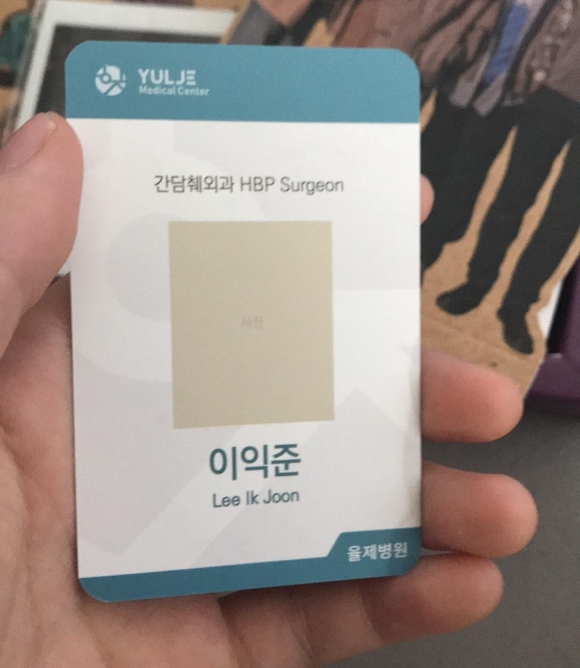 YULJE
Medical Center
간담췌외과 HBP Surgeon
사진
이익준
Lee Ik Joon
율제병원